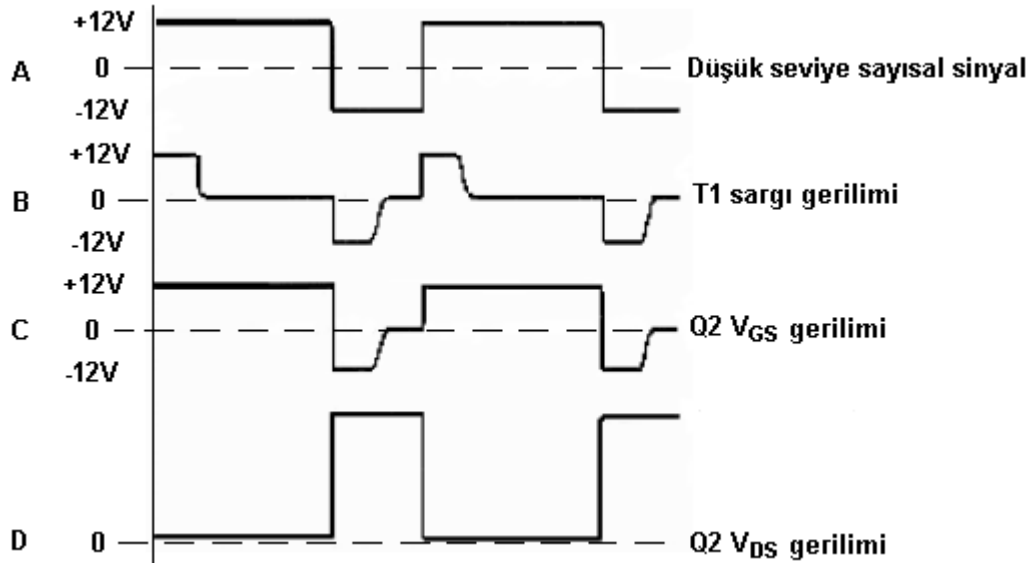 +12V
A 0 Düşük seviye sayısal sinyal
-12V
+12V
B 0 T1 sargı gerilimi
-12V
+12V
C 0 Q2 VGS gerilimi
-12V
D 0 Q2 VDS gerilimi